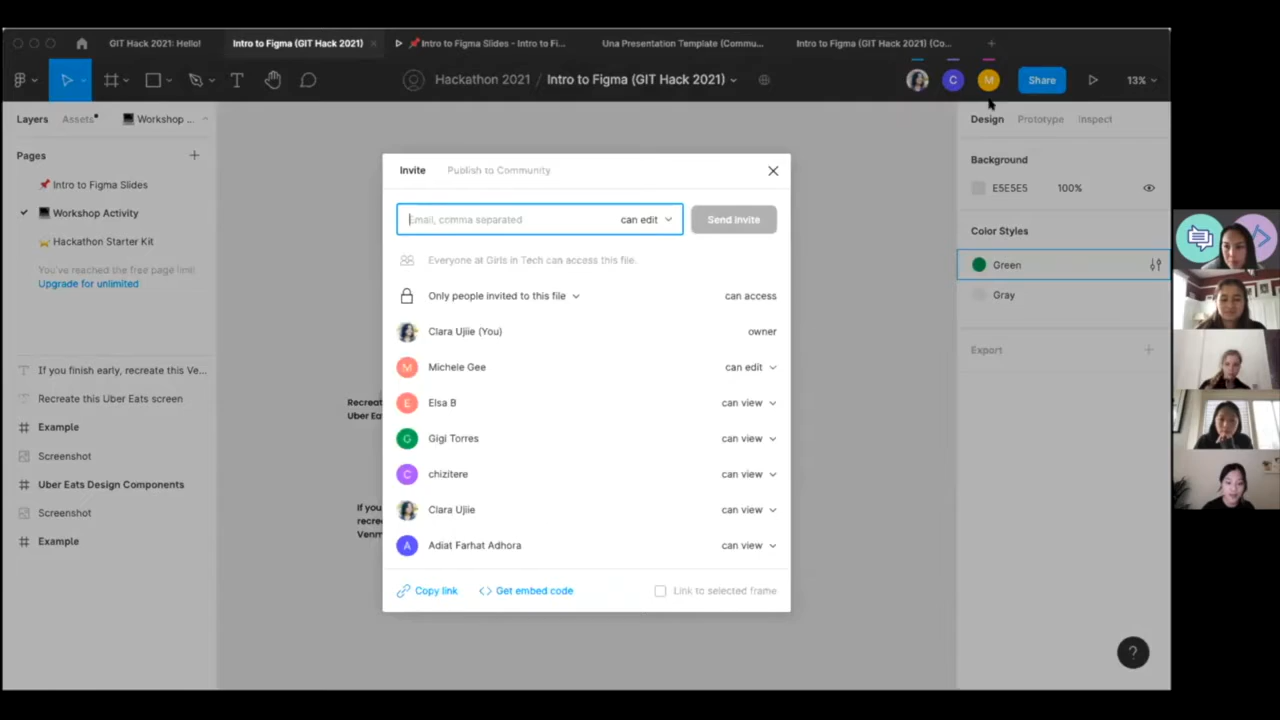 GIT Hack 2021: Hello!
Intro to Figma (GIT Hack 2021)
Intro to Figma Slides - Intro to Fi...
Una Presentation Template (Commu...
Intro to Figma (GIT Hack 2021) (Co...
Hackathon 2021 / Intro to Figma (GIT Hack 2021)
C
M
Share
13%
Layers
Assets
Workshop ...
Pages
Intro to Figma Slides
Workshop Activity
Hackathon Starter Kit
You've reached the free page limit
Upgrade for unlimited
If you finish early, recreate this Ve...
Recreate this Uber Eats screen
Example
Screenshot
Uber Eats Design Components
Screenshot
Example
Recreat
Uber Ea
If you
recre
Venm
Invite
Publish to Community
Email, comma separated
can edit
Send invite
Everyone at Girls in Tech can access this file.
Only people invited to this file
can access
Clara Ujiie (You)
owner
M
Michele Gee
can edit
E
Elsa B
can view
G
Gigi Torres
can view
C
chizitere
can view
Clara Ujiie
can view
A
Adiat Farhat Adhora
can view
Copy link
Get embed code
Link to selected frame
Design
Prototype
Inspect
Background
E5E5E5
100%
Color Styles
Green
Gray
Export
?